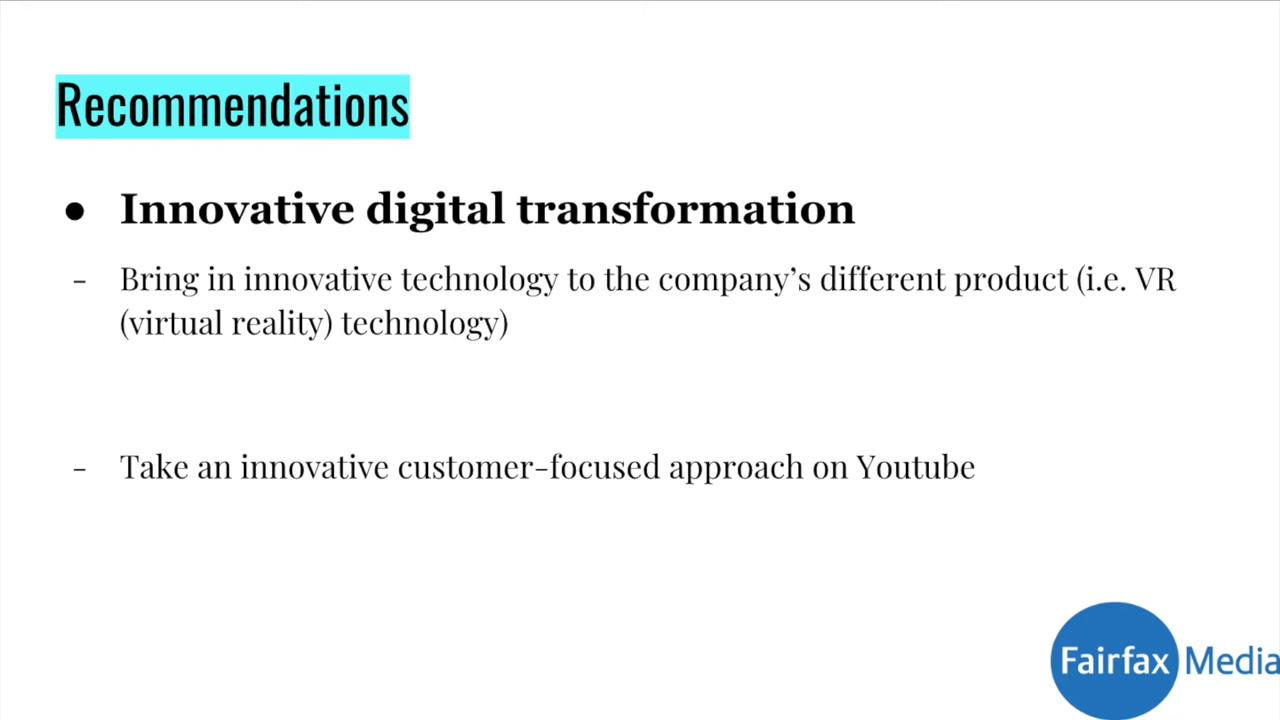 Recommendations
● Innovative digital transformation
- Bring in innovative technology to the company’s different product (i.e. VR
(virtual reality) technology)
- Take an innovative customer-focused approach on Youtube
Fairfax Media